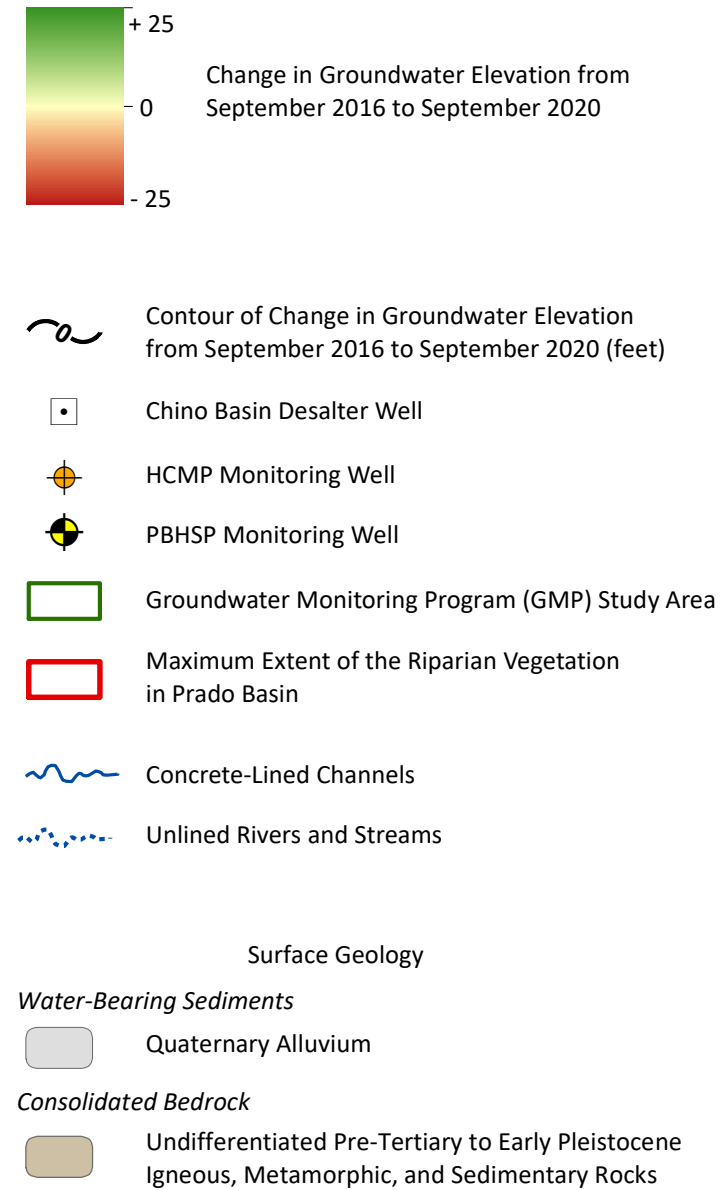 + 25
Change in Groundwater Elevation from
0
September 2016 to September 2020
- 25
Contour of Change in Groundwater Elevation
0
from September 2016 to September 2020 (feet)
Chino Basin Desalter Well
HCMP Monitoring Well
PBHSP Monitoring Well
Groundwater Monitoring Program (GMP) Study Area
Maximum Extent of the Riparian Vegetation
in Prado Basin
Concrete-Lined Channels
Unlined Rivers and Streams
Surface Geology
Water-Bearing Sediments
Quaternary Alluvium
Consolidated Bedrock
Undifferentiated Pre-Tertiary to Early Pleistocene
Igneous, Metamorphic, and Sedimentary Rocks